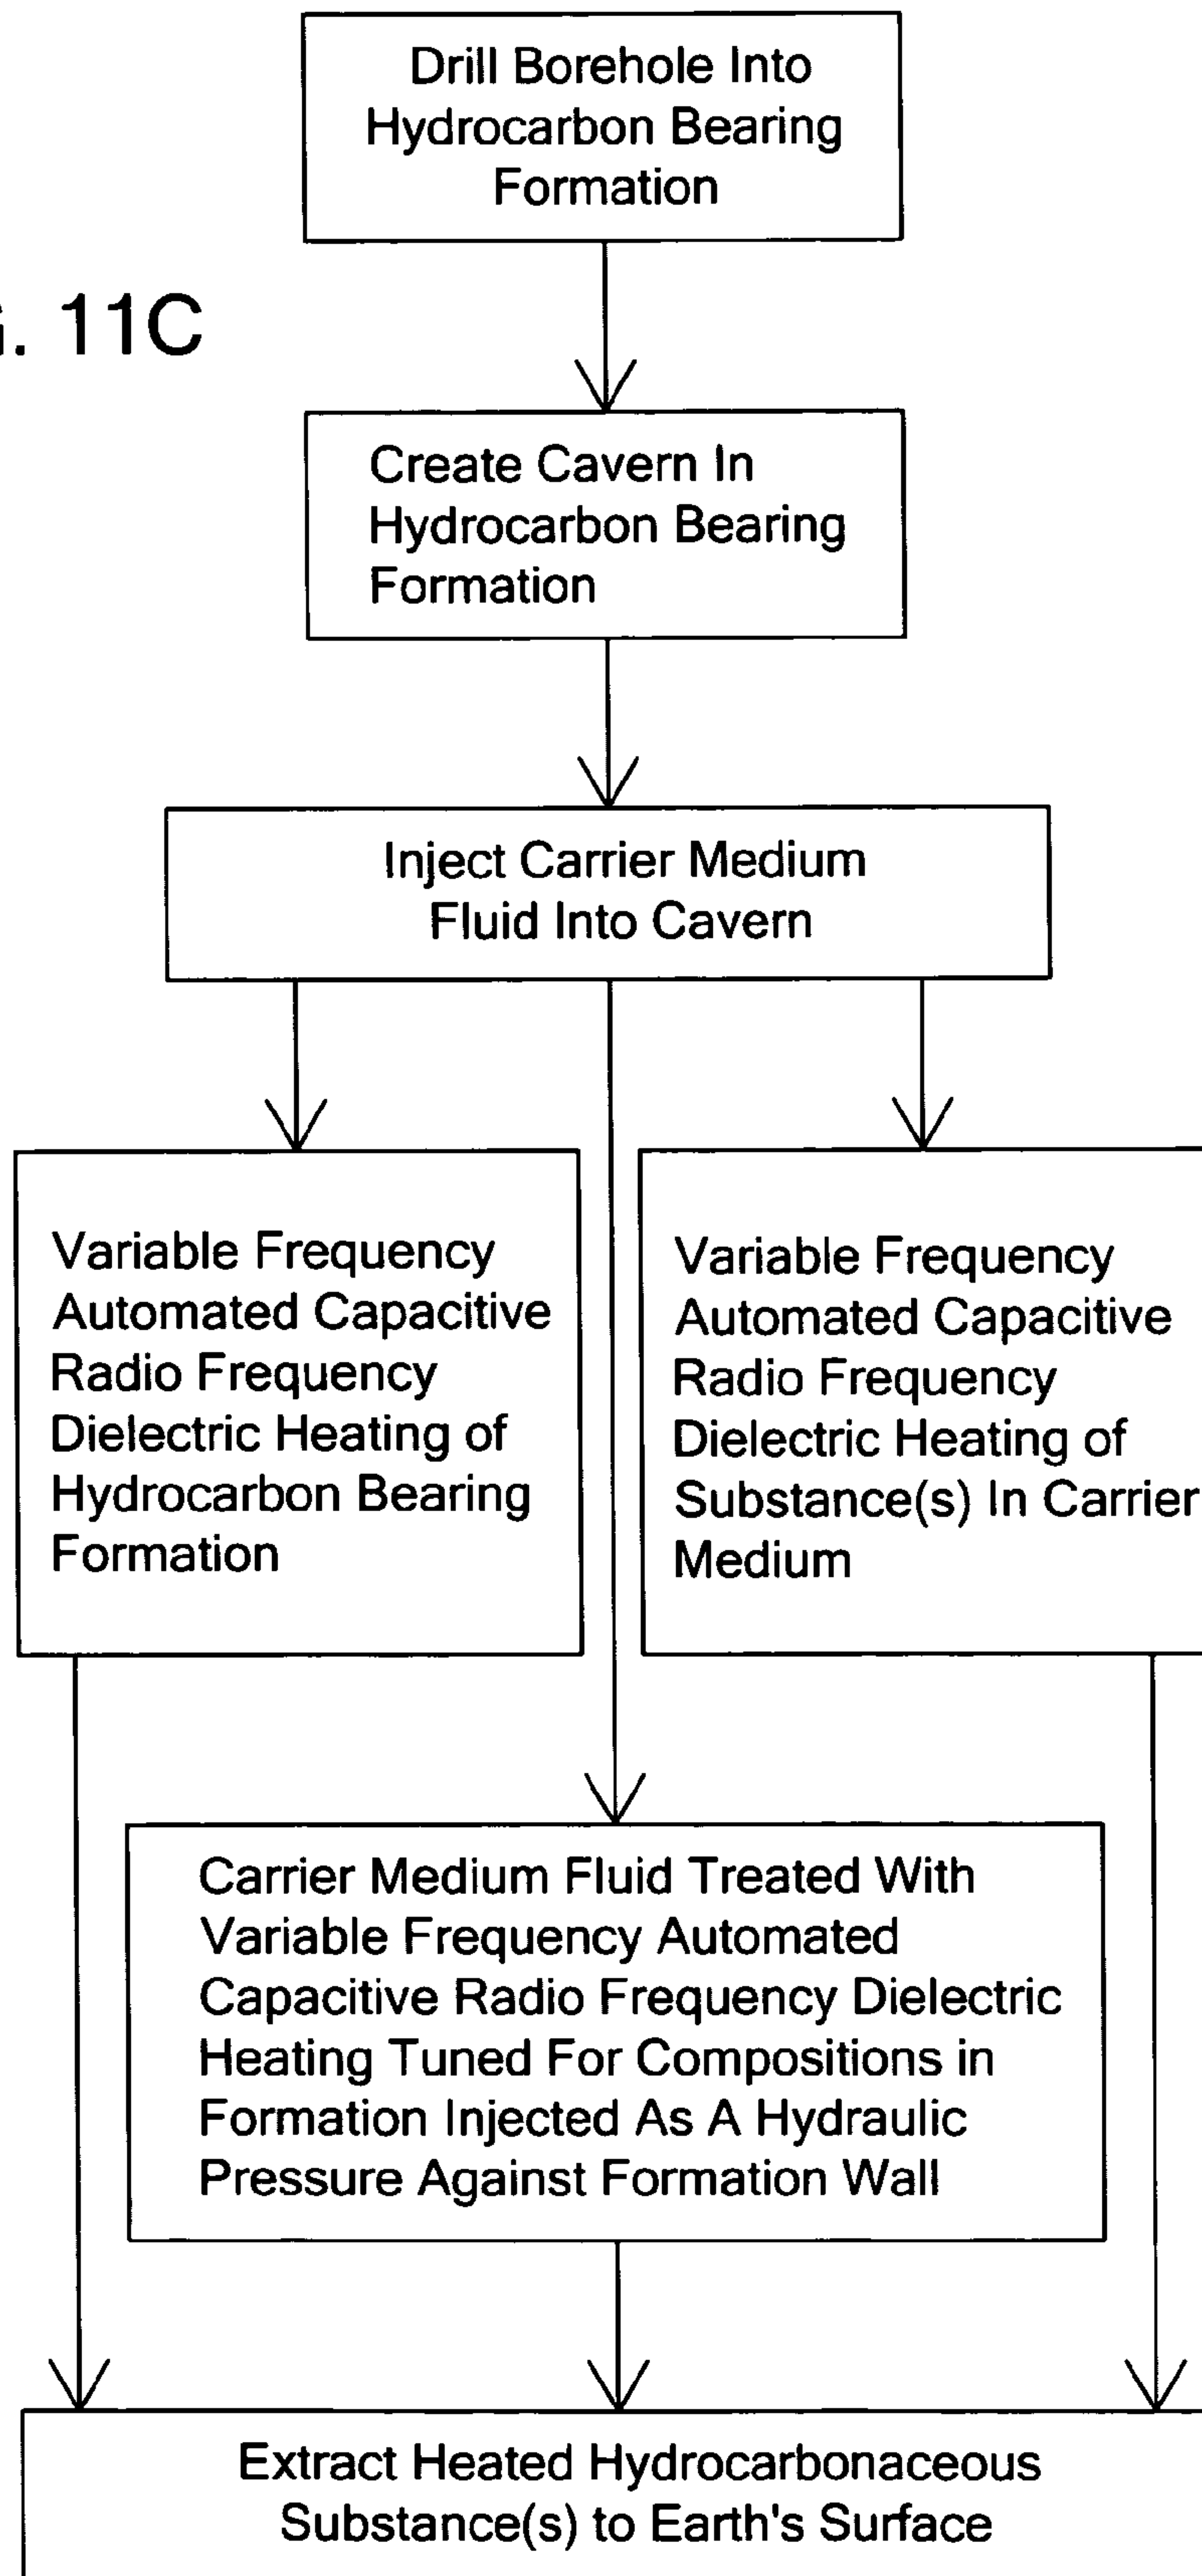 Drill Borehole Into
Hydrocarbon Bearing
Formation
. 11C
Create Cavern In
Hydrocarbon Bearing
Formation
Inject Carrier Medium
Fluid Into Cavern
Variable Frequency
Automated Capacitive
Radio Frequency
Dielectric Heating of
Hydrocarbon Bearing
Formation
Variable Frequency
Automated Capacitive
Radio Frequency
Dielectric Heating of
Substance(s) In Carrier
Medium
Carrier Medium Fluid Treated With
Variable Frequency Automated
Capacitive Radio Frequency Dielectric
Heating Tuned For Compositions in
Formation Injected As A Hydraulic
Pressure Against Formation Wall
Extract Heated Hydrocarbonaceous
Substance(s) to Earth's Surface